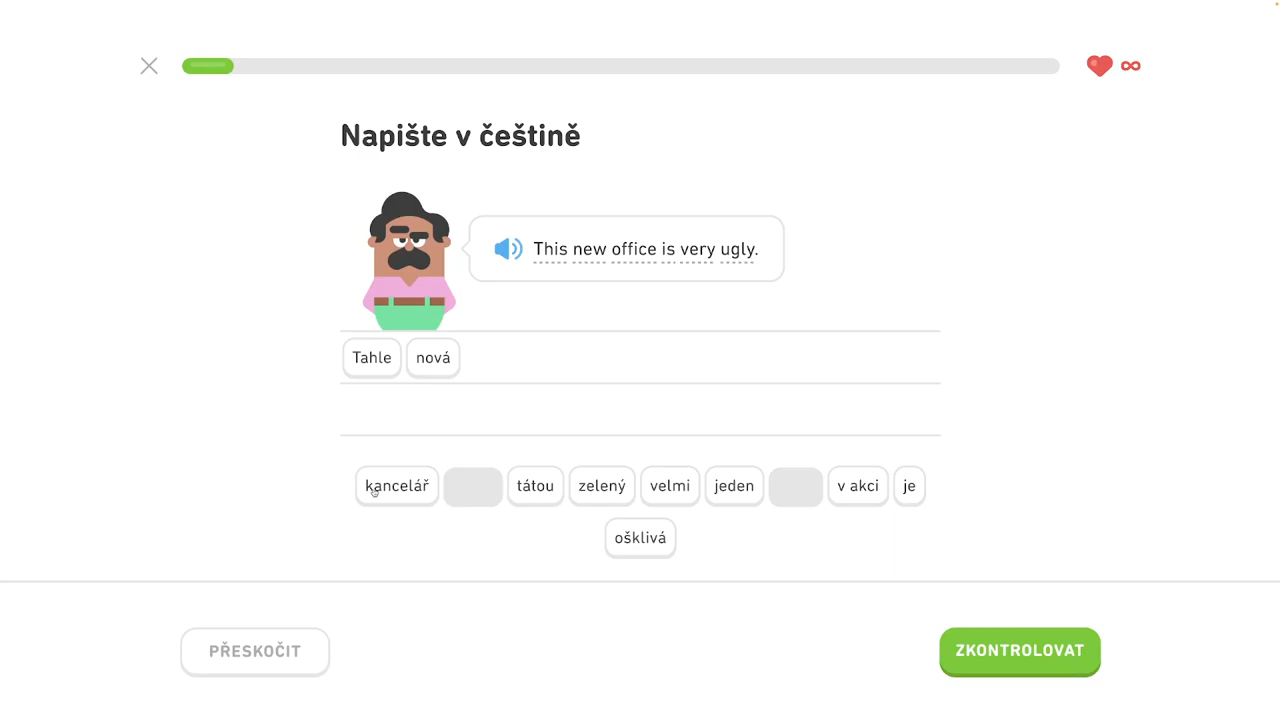 Napište v češtině
This new office is very ugly.
Tahle nová
kancelář tátou zelený velmi jeden v akci je
ošklivá
PŘESKOČIT ZKONTROLOVAT